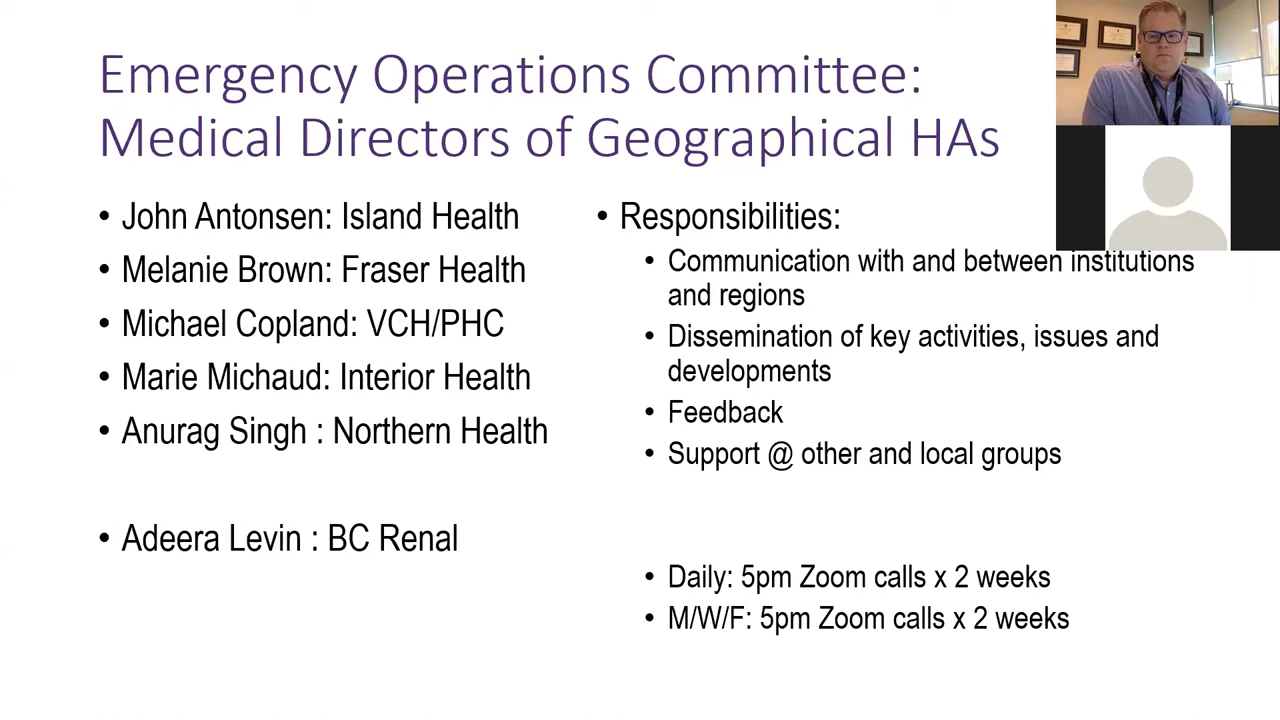 Emergency Operations Committee:
Medical Directors of Geographical HAs
• John Antonsen: Island Health
• Melanie Brown: Fraser Health
• Michael Copland: VCH/PHC
• Marie Michaud: Interior Health
• Anurag Singh : Northern Health
• Adeera Levin : BC Renal
• Responsibilities:
• Communication with and between institutions
and regions
• Dissemination of key activities, issues and
developments
• Feedback
• Support @ other and local groups
• Daily: 5pm Zoom calls x 2 weeks
• M/W/F: 5pm Zoom calls x 2 weeks